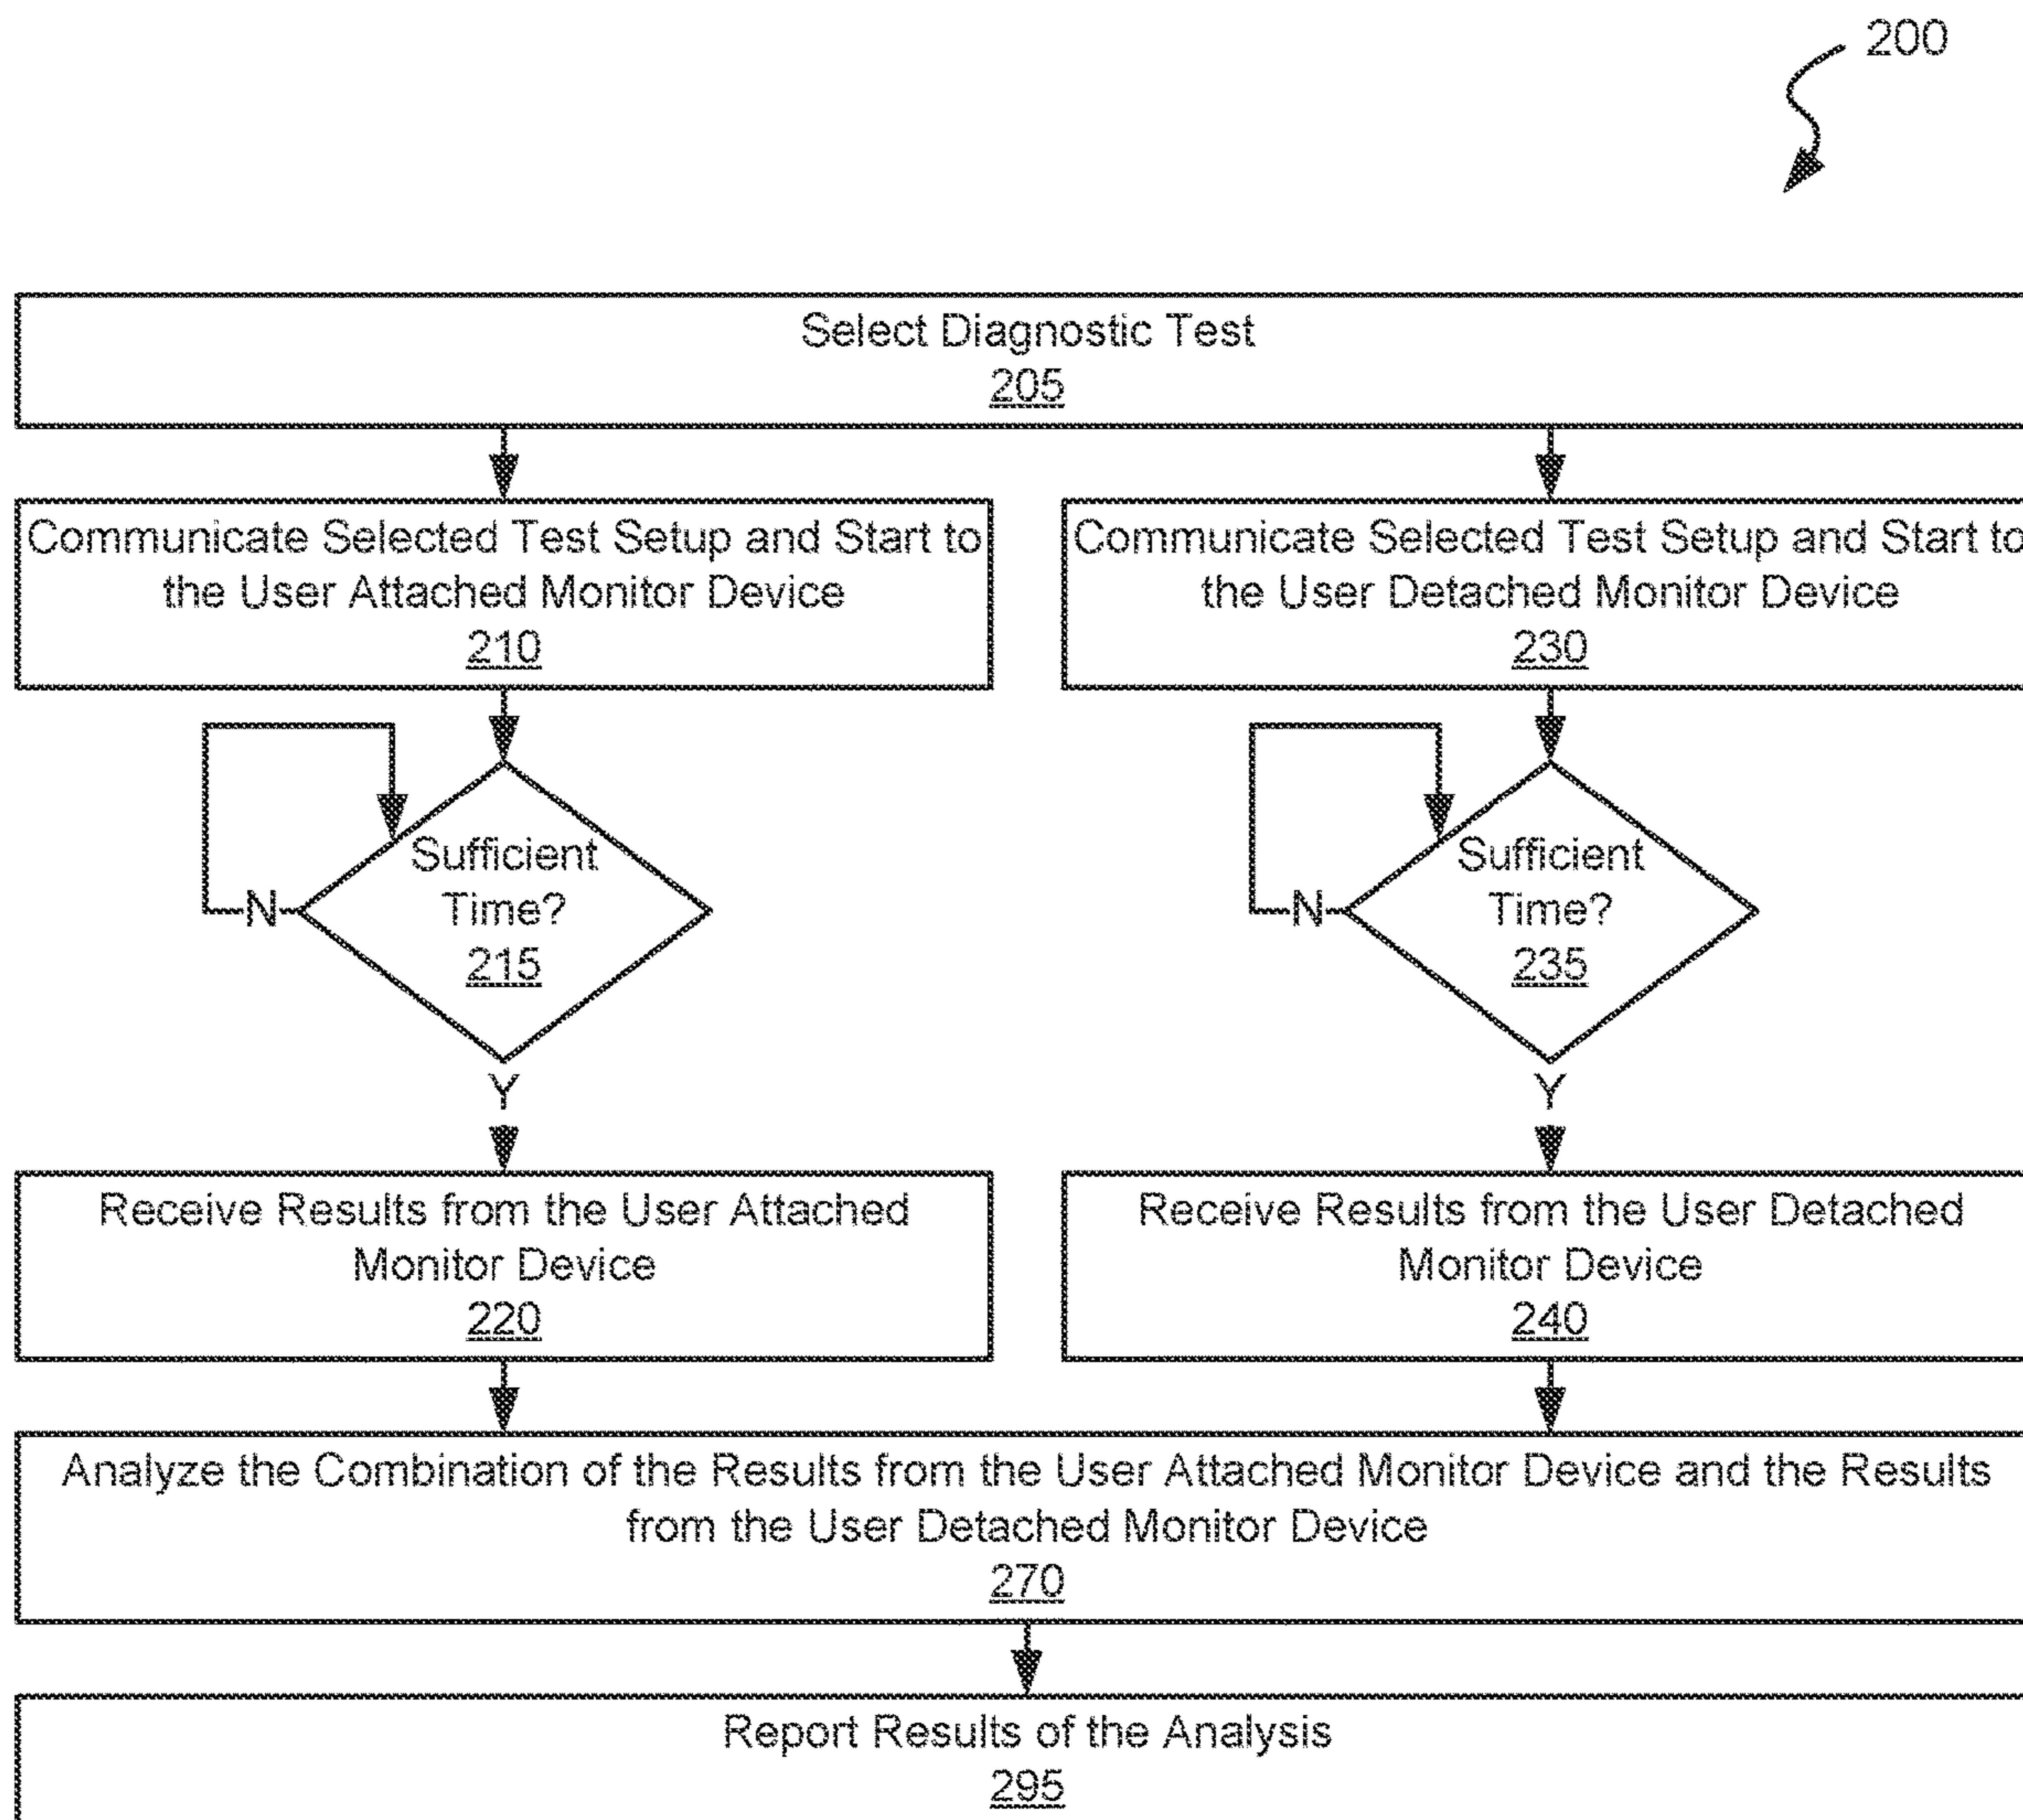 200
Select Diagnostic Test
205
Communicate Selected Test Setup and Start to
the User Attached Monitor Device
210
Communicate Selected Test Setup and Start to
the User Detached Monitor Device
230
Sufficient
Time?
215
N
Y
Sufficient
Time?
235
N
Y
Receive Results from the User Attached
Monitor Device
220
Receive Results from the User Detached
Monitor Device
240
Analyze the Combination of the Results from the User Attached Monitor Device and the Results
from the User Detached Monitor Device
270
Report Results of the Analysis
295